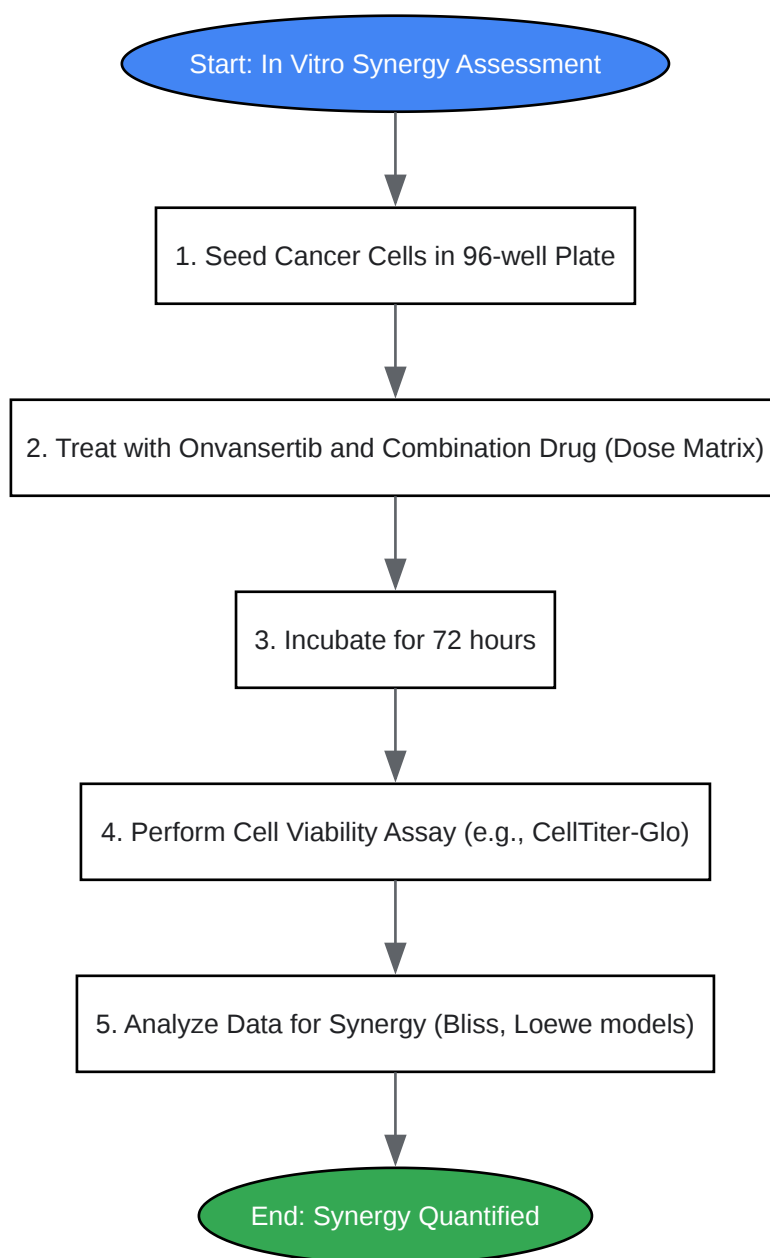 Start: In Vitro Synergy Assessment
1. Seed Cancer Cells in 96-well Plate
2. Treat with Onvansertib and Combination Drug (Dose Matrix)
3. Incubate for 72 hours
4. Perform Cell Viability Assay (e.g., CellTiter-Glo)
5. Analyze Data for Synergy (Bliss, Loewe models)
End: Synergy Quantified